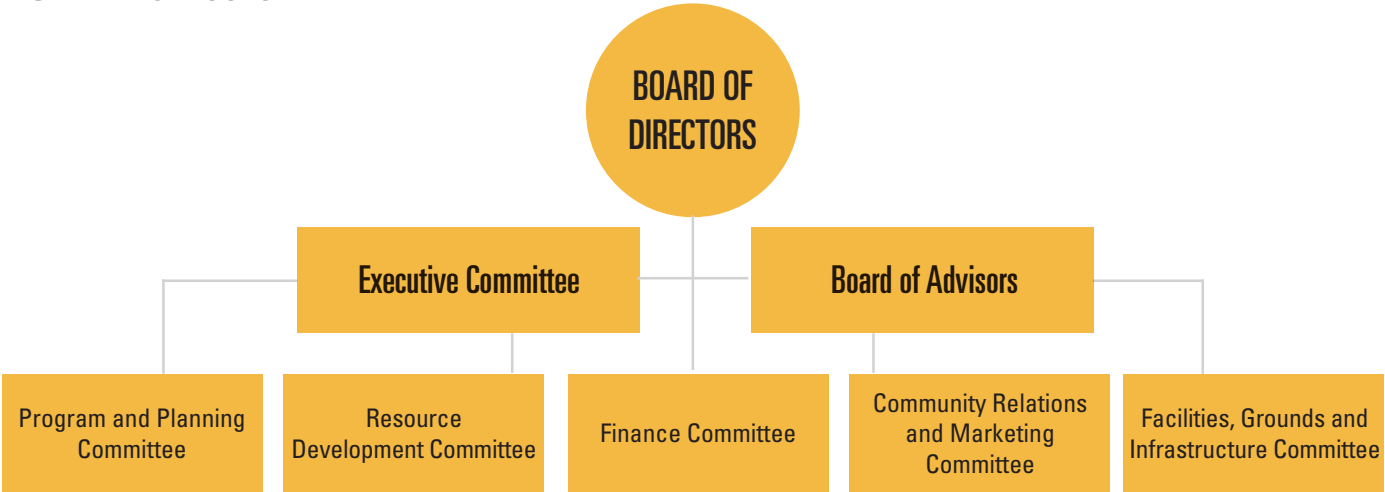 BOARD OF
DIRECTORS
Executive Committee
Board of Advisors
Program and Planning
Committee
Resource
Development Committee
Finance Committee
Community Relations
and Marketing
Committee
Facilities, Grounds and
Infrastructure Committee